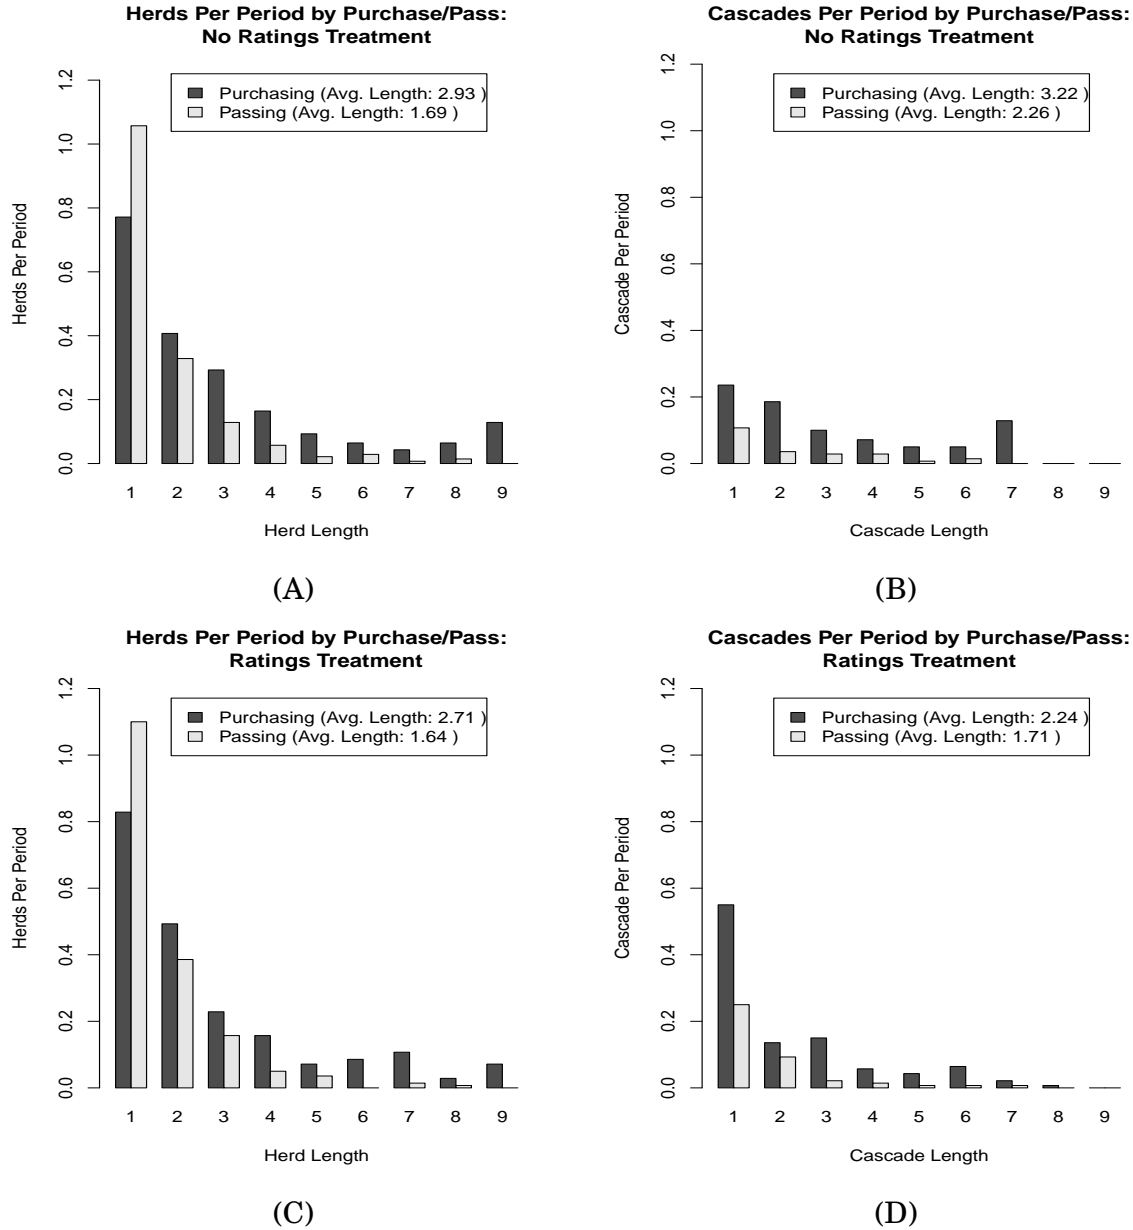 Herds Per Period by Purchase/Pass:
No Ratings Treatment
Purchasing (Avg. Length: 2.93 )
Passing (Avg. Length: 1.69 )
Herds Per Period
0.0 0.2 0.4 0.6 0.8 1.0 1.2
1 2 3 4 5 6 7 8 9
Herd Length
(A)
Cascades Per Period by Purchase/Pass:
No Ratings Treatment
Purchasing (Avg. Length: 3.22 )
Passing (Avg. Length: 2.26 )
Cascade Per Period
0.0 0.2 0.4 0.6 0.8 1.0 1.2
1 2 3 4 5 6 7 8 9
Cascade Length
(B)
Herds Per Period by Purchase/Pass:
Ratings Treatment
Purchasing (Avg. Length: 2.71 )
Passing (Avg. Length: 1.64 )
Herds Per Period
0.0 0.2 0.4 0.6 0.8 1.0 1.2
1 2 3 4 5 6 7 8 9
Herd Length
(C)
Cascades Per Period by Purchase/Pass:
Ratings Treatment
Purchasing (Avg. Length: 2.24 )
Passing (Avg. Length: 1.71 )
Cascade Per Period
0.0 0.2 0.4 0.6 0.8 1.0 1.2
1 2 3 4 5 6 7 8 9
Cascade Length
(D)